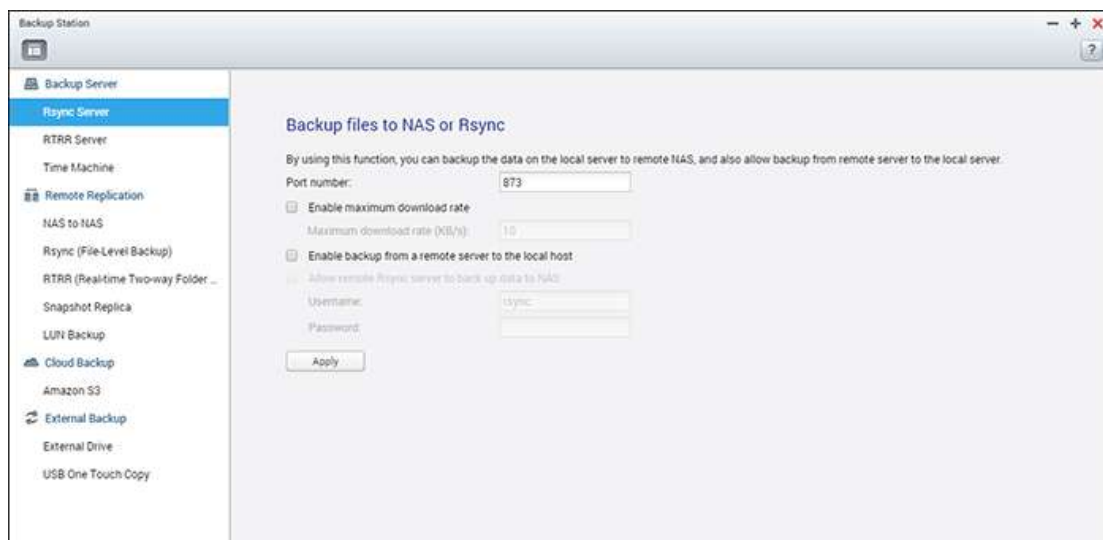 Backup Station
?
Backup Server
Rsync Server
RTRR Server
Time Machine
Remote Replication
NAS to NAS
Rsync (File-Level Backup)
RTRR (Real-time Two-way Folder ...
Snapshot Replica
LUN Backup
Cloud Backup
Amazon S3
External Backup
External Drive
USB One Touch Copy
Backup files to NAS or Rsync
By using this function, you can backup the data on the local server to remote NAS, and also allow backup from remote server to the local server.
Port number: 873
Enable maximum download rate
Maximum download rate (KB/s): 10
Enable backup from a remote server to the local host
Allow remote Rsync server to back up data to NAS
Username: rsync
Password:
Apply